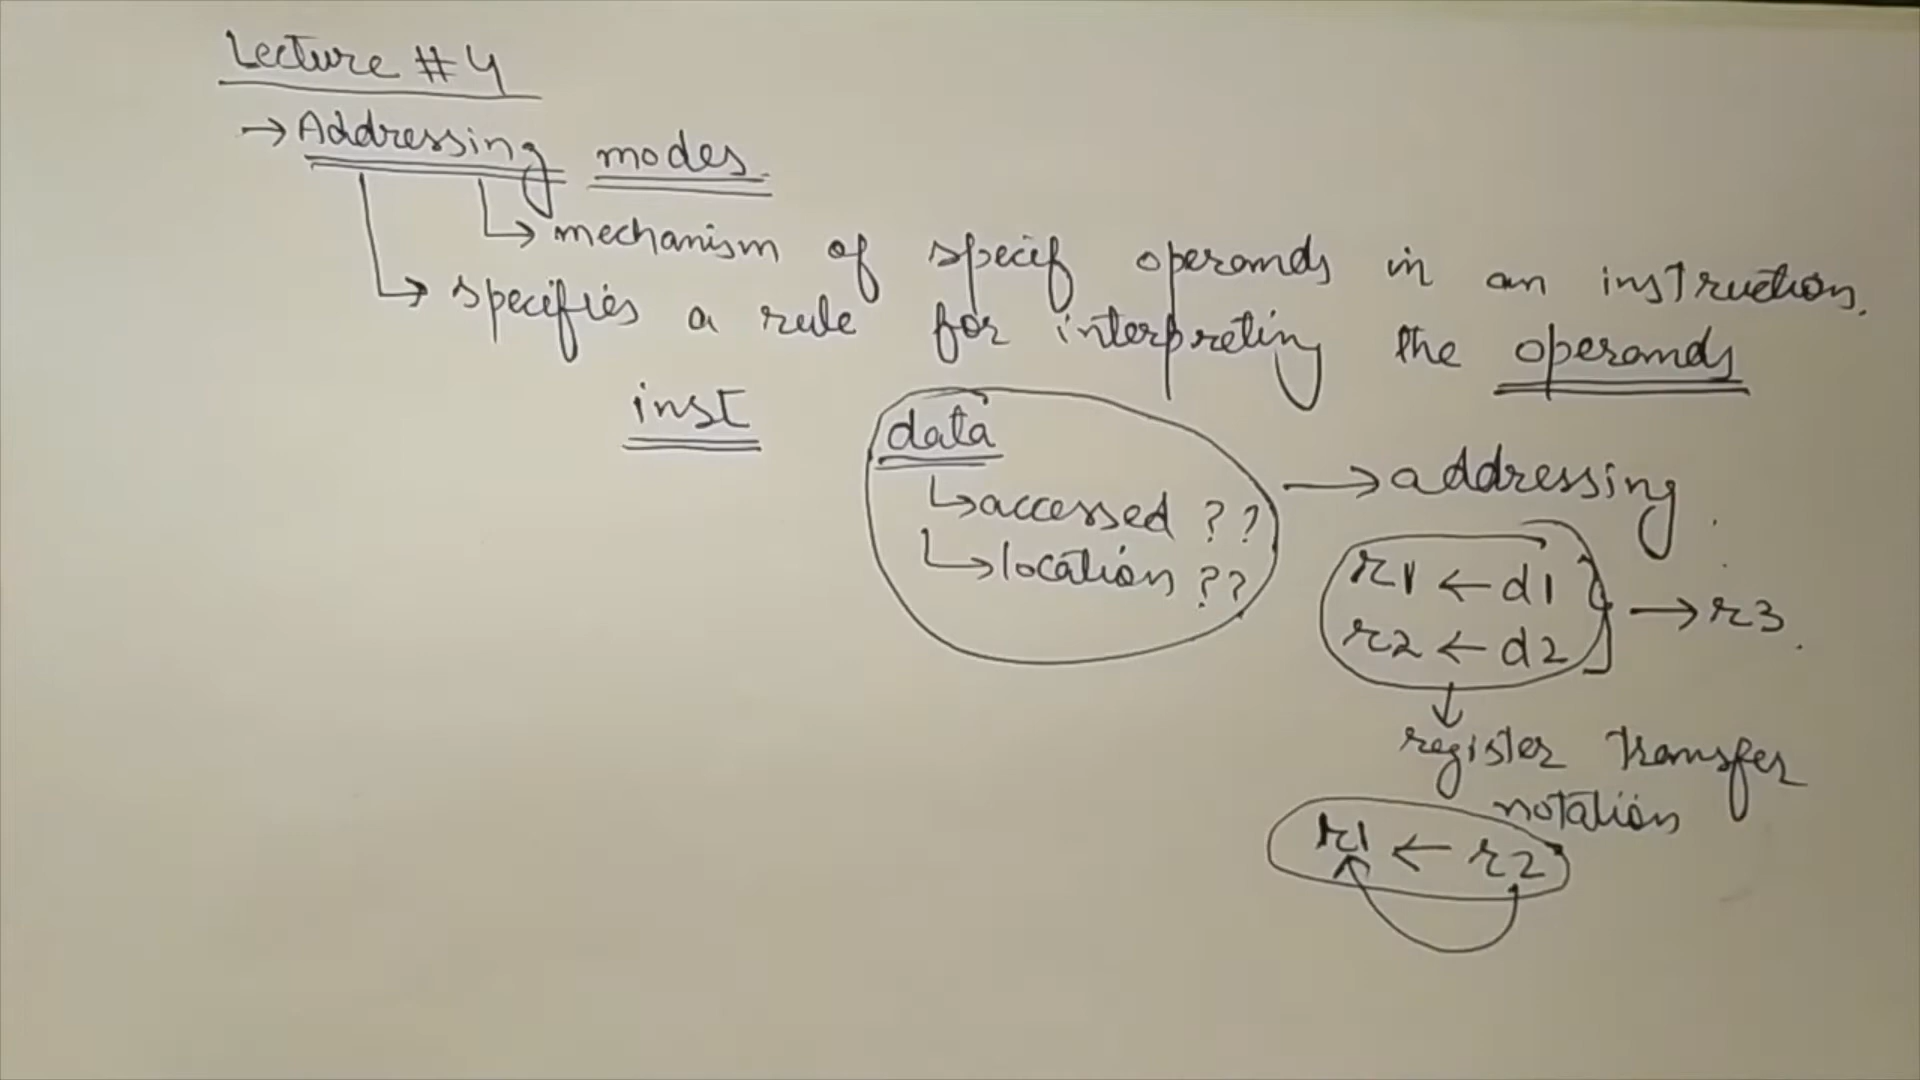 Lecture #4
→ Addressing modes.
↳ mechanism of specif operands in an instruction.
↳ specifies a rule for interpreting the operands
inst
data
↳ accessed ??
↳ location ??
→ addressing
r1 ← d1
r2 ← d2
→ r3.
register transfer
notation
r1 ← r2